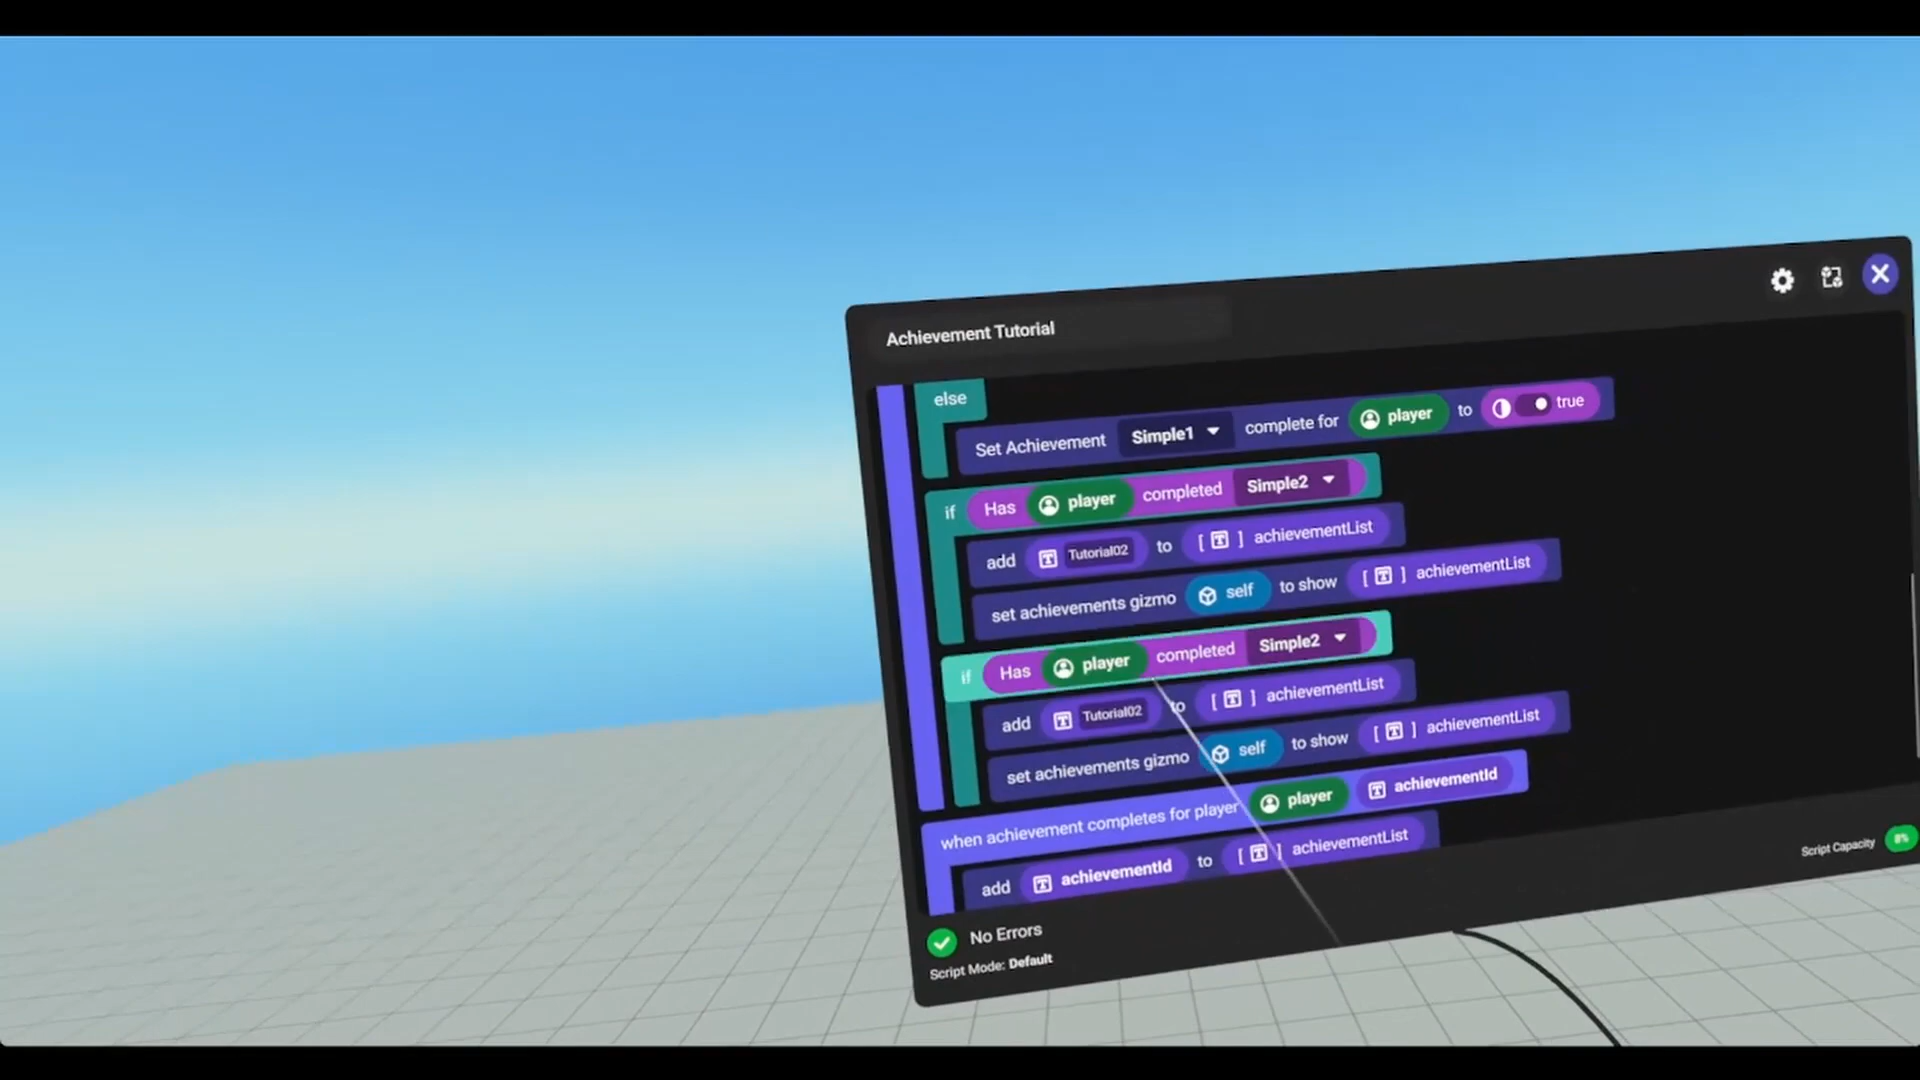 Achievement Tutorial
else
Set Achievement Simple1 complete for player to true
if Has player completed Simple2
add Tutorial02 to [ T ] achievementList
set achievements gizmo self to show [ T ] achievementList
if Has player completed Simple2
add Tutorial02 to [ T ] achievementList
set achievements gizmo self to show [ T ] achievementList
when achievement completes for player player achievementId
add achievementId to [ T ] achievementList
No Errors
Script Capacity 8%
Script Mode: Default